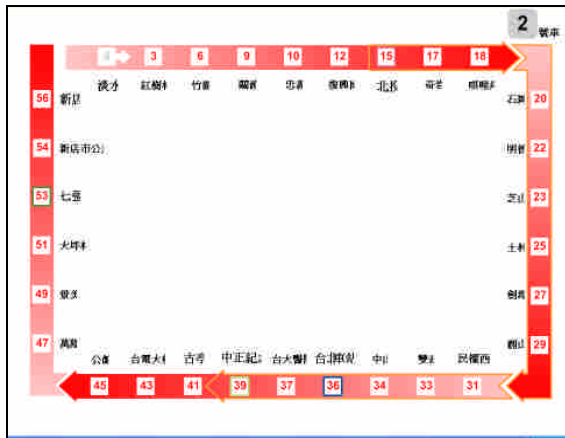 2 號車
3 6 9 10 12 15 17 18
淡水 紅樹林 竹圍 關渡 忠義 北投 奇岩
56 新店 石牌 20
54 新店市公 明德 22
53 七張 芝山 23
51 大坪林 士林 25
49 景美 劍潭 27
47 萬隆 圓山 29
公館 台電大樓 古亭 中正紀 台大醫 台北車站 中山 雙連 民權西
45 43 41 39 37 36 34 33 31